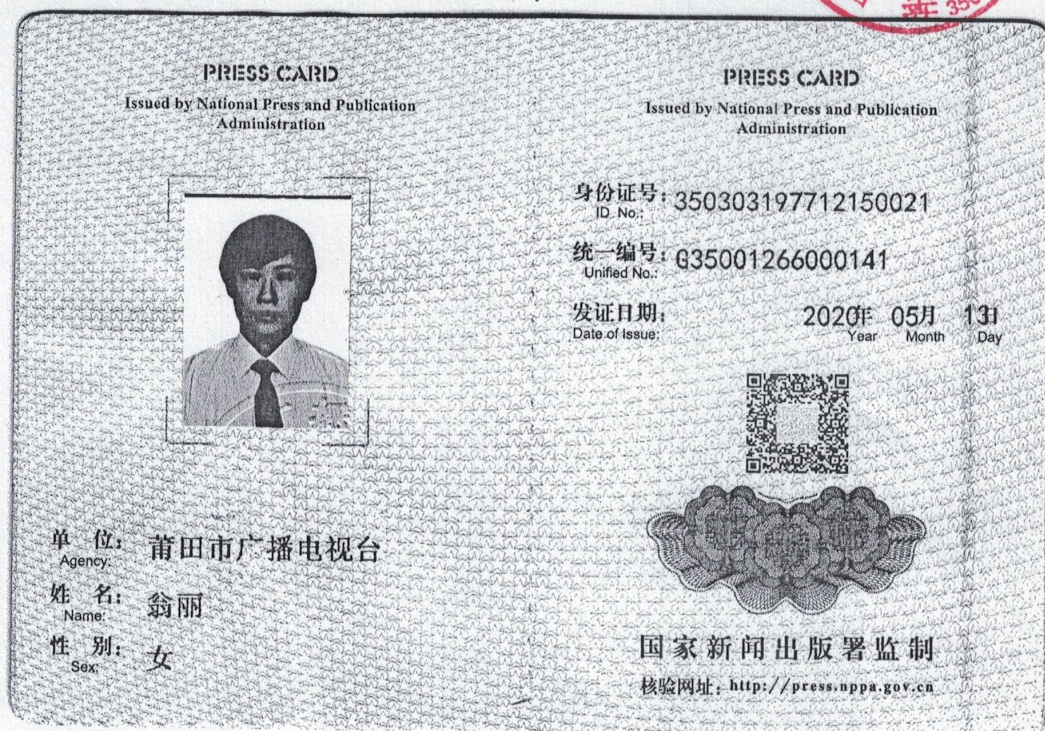 PRESS CARD
Issued by National Press and Publication
Administration
单 位：
Agency:
莆田市广播电视台
姓 名：
Name:
翁丽
性 别：
Sex:
女
PRESS CARD
Issued by National Press and Publication
Administration
身份证号：350303197712150021
ID No.:
统一编号：Q35001266000141
Unified No.:
发证日期： 2020年 05月 13日
Date of Issue: Year Month Day
国家新闻出版署监制
核验网址：http://press.nppa.gov.cn